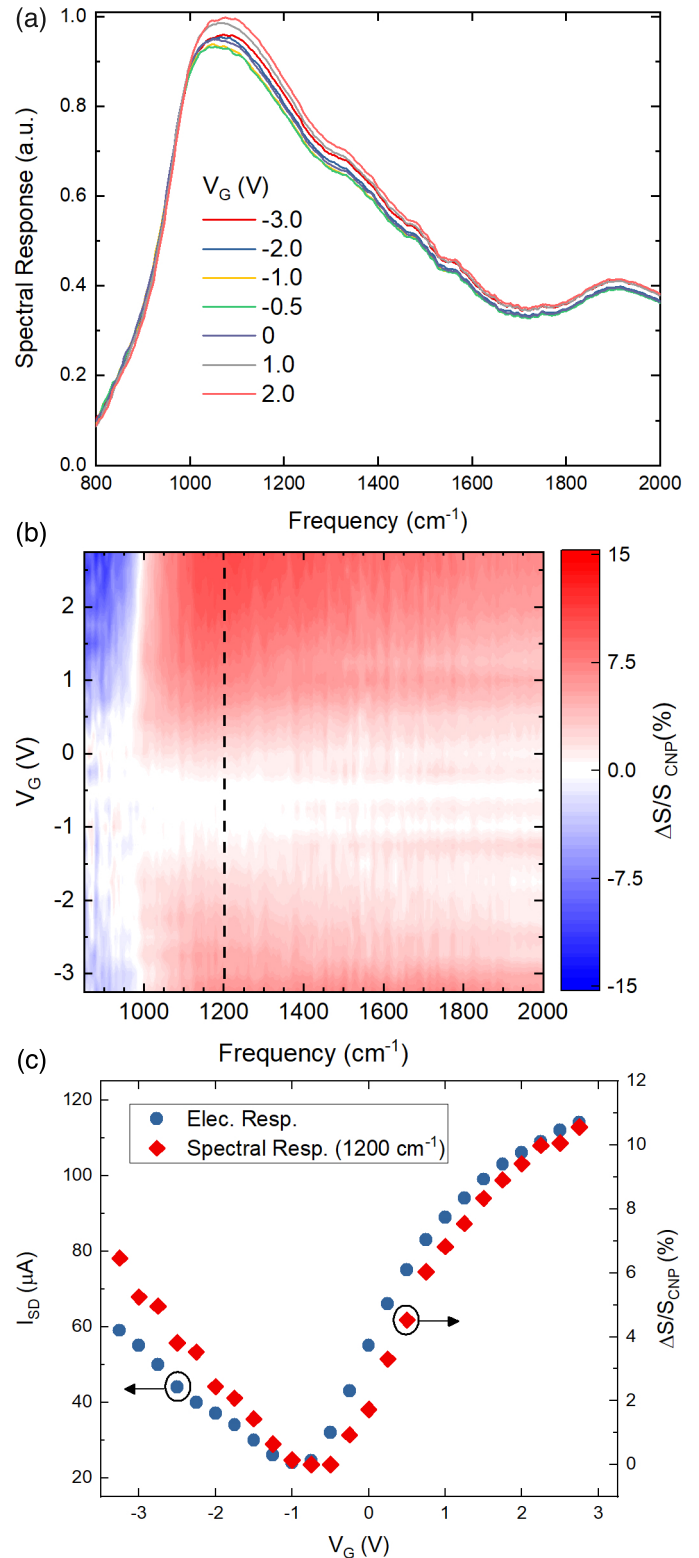 (a)
1.0
0.8
0.6
0.4
0.2
0.0
Spectral Response (a.u.)
V_G (V)
-3.0
-2.0
-1.0
-0.5
0
1.0
2.0
800 1000 1200 1400 1600 1800 2000
Frequency (cm⁻¹)
(b)
2
1
0
-1
-2
-3
V_G (V)
1000 1200 1400 1600 1800 2000
Frequency (cm⁻¹)
15
7.5
0.0
-7.5
-15
ΔS/S_CNP(%)
(c)
120
100
80
60
40
20
I_SD (µA)
Elec. Resp.
Spectral Resp. (1200 cm⁻¹)
12
10
8
6
4
2
0
ΔS/S_CNP (%)
-3 -2 -1 0 1 2 3
V_G (V)